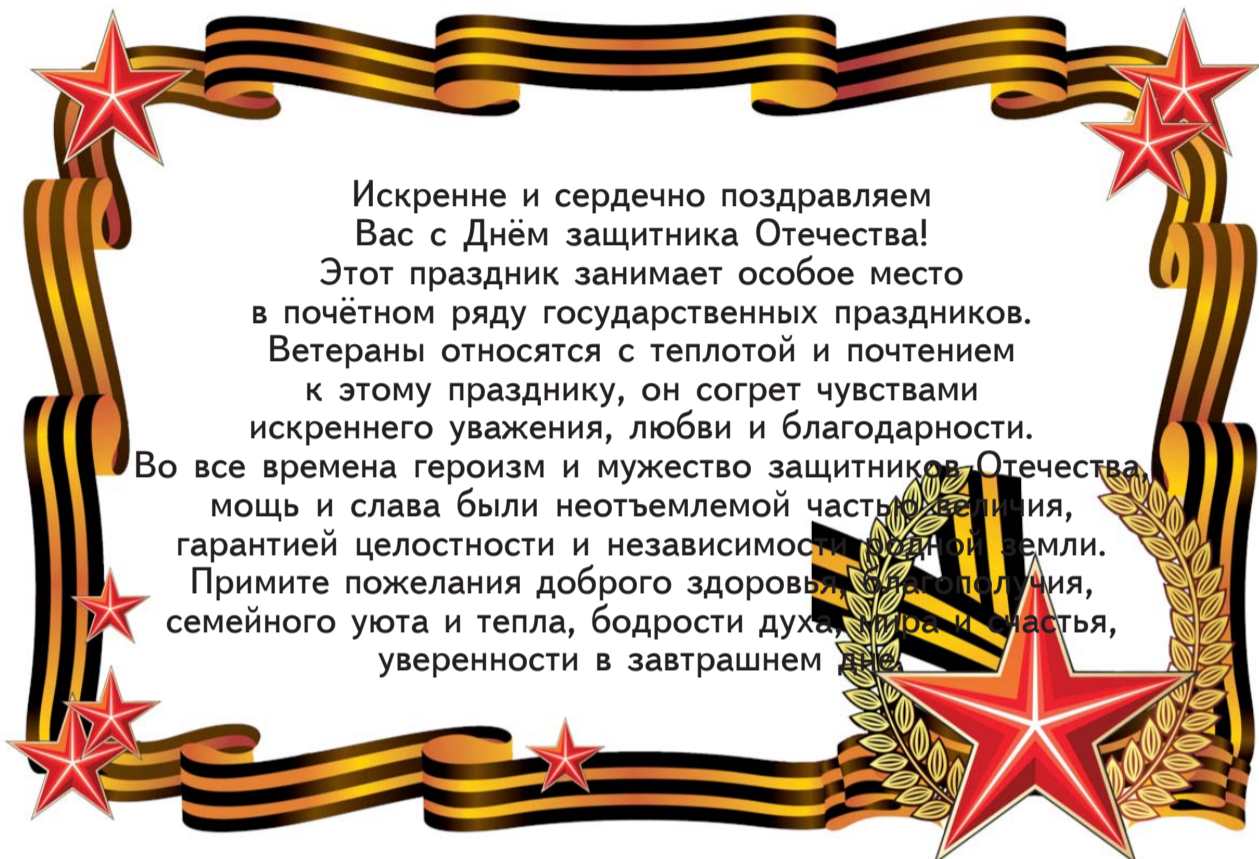 Искренне и сердечно поздравляем
Вас с Днём защитника Отечества!
Этот праздник занимает особое место
в почётном ряду государственных праздников.
Ветераны относятся с теплотой и почтением
к этому празднику, он согрет чувствами
искреннего уважения, любви и благодарности.
Во все времена героизм и мужество защитников Отечества,
мощь и слава были неотъемлемой частью величия,
гарантией целостности и независимости родной земли.
Примите пожелания доброго здоровья, благополучия,
семейного уюта и тепла, бодрости духа, мира и счастья,
уверенности в завтрашнем дне.